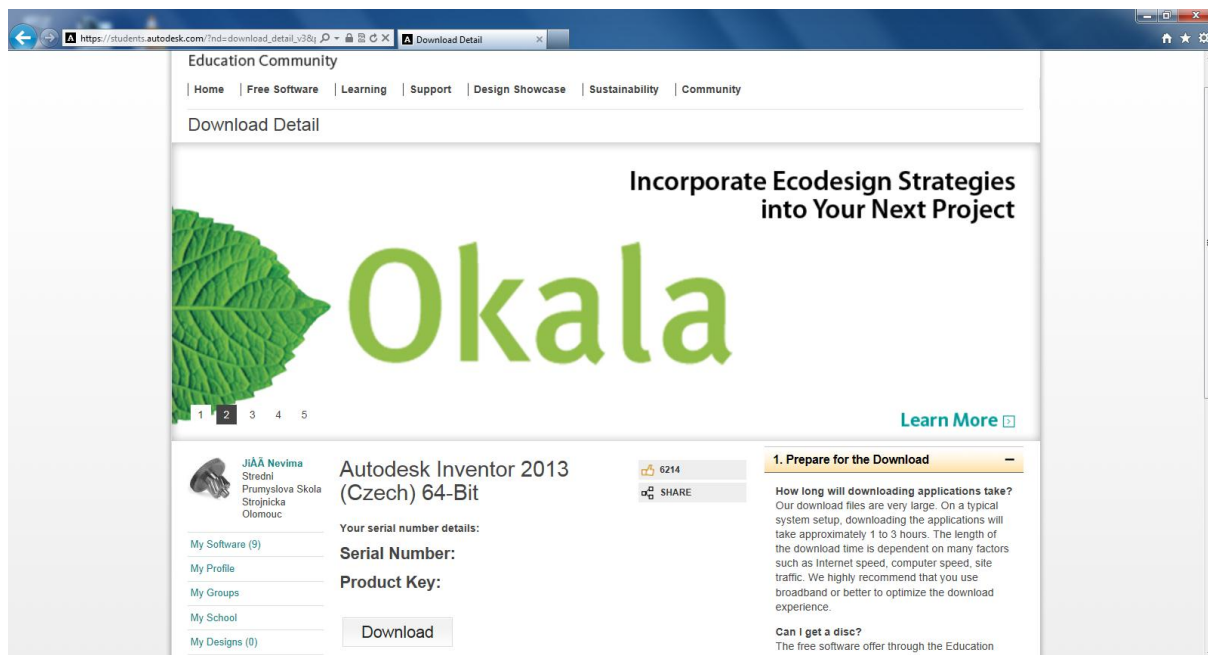 https://students.autodesk.com/?nd=download_detail_v3&
Download Detail
Education Community
Home | Free Software | Learning | Support | Design Showcase | Sustainability | Community
Download Detail
Incorporate Ecodesign Strategies
into Your Next Project
Okala
1 2 3 4 5
Learn More
JiÅÃ Nevima
Stredni
Prumyslova Skola
Strojnicka
Olomouc
My Software (9)
My Profile
My Groups
My School
My Designs (0)
Autodesk Inventor 2013
(Czech) 64-Bit
Your serial number details:
Serial Number:
Product Key:
Download
6214
SHARE
1. Prepare for the Download
How long will downloading applications take?
Our download files are very large. On a typical
system setup, downloading the applications will
take approximately 1 to 3 hours. The length of
the download time is dependent on many factors
such as Internet speed, computer speed, site
traffic. We highly recommend that you use
broadband or better to optimize the download
experience.
Can I get a disc?
The free software offer through the Education